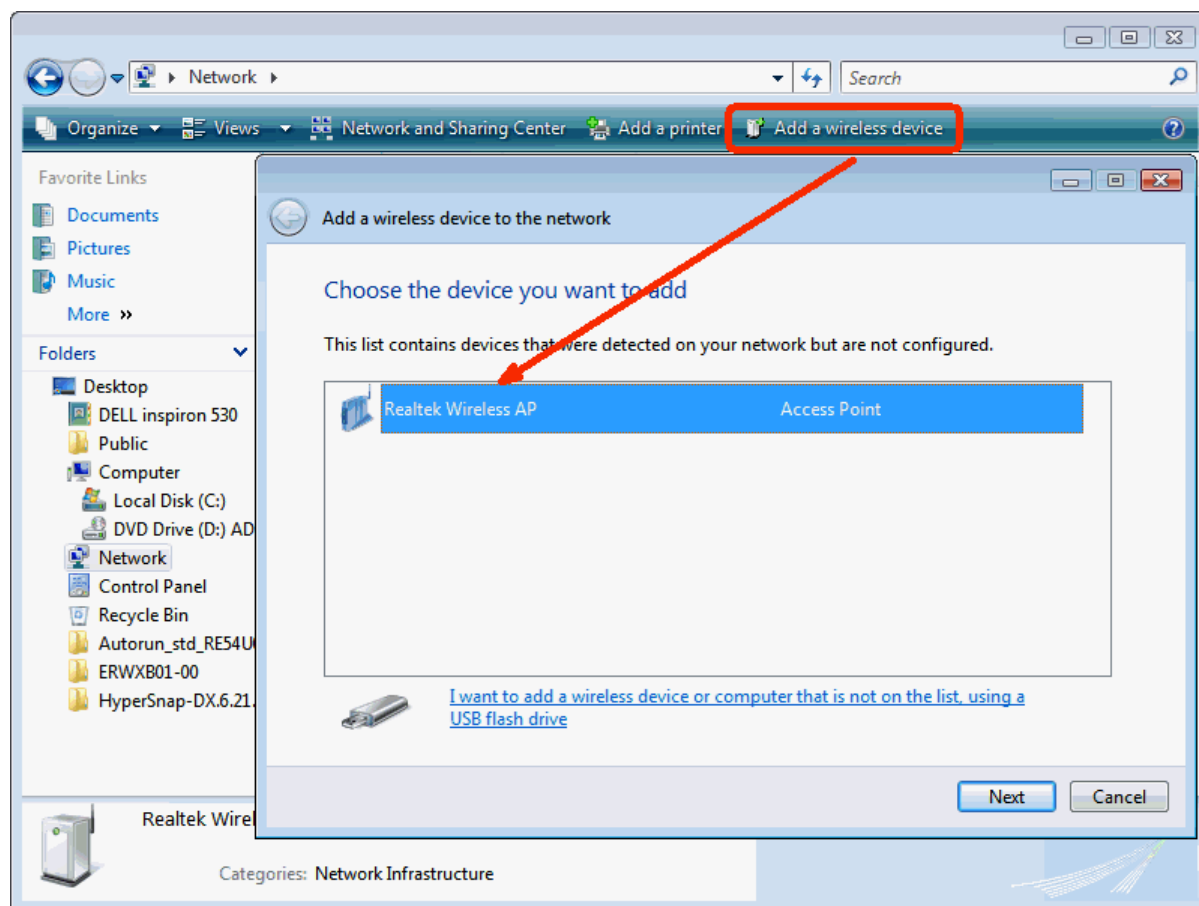 Network
Search
Organize Views Network and Sharing Center Add a printer Add a wireless device
Favorite Links
Documents
Pictures
Music
More »
Folders
Desktop
DELL inspiron 530
Public
Computer
Local Disk (C:)
DVD Drive (D:) AD
Network
Control Panel
Recycle Bin
Autorun_std_RE54U
ERWXB01-00
HyperSnap-DX.6.21.
Add a wireless device to the network
Choose the device you want to add
This list contains devices that were detected on your network but are not configured.
Realtek Wireless AP Access Point
I want to add a wireless device or computer that is not on the list, using a
USB flash drive
Next Cancel
Realtek Wirel
Categories: Network Infrastructure